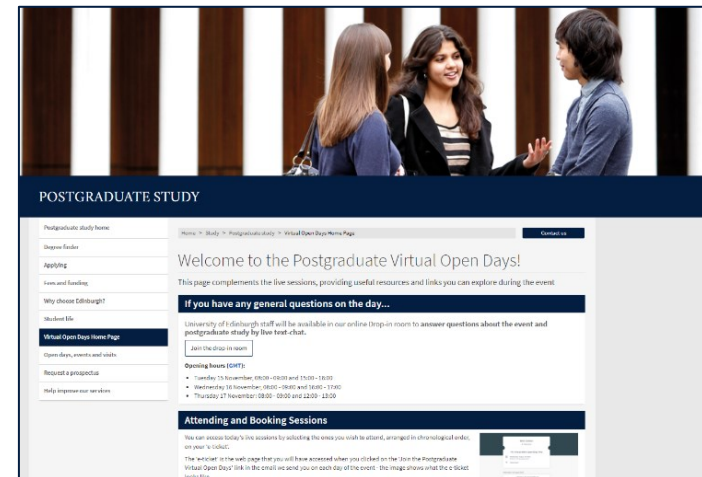 POSTGRADUATE STUDY
Postgraduate study home
Degree finder
Applying
Fees and funding
Why choose Edinburgh?
Student life
Virtual Open Days Home Page
Open days, events and visits
Request a prospectus
Help improve our services
Home > Study > Postgraduate study > Virtual Open Days Home Page
Contact us
Welcome to the Postgraduate Virtual Open Days!
This page complements the live sessions, providing useful resources and links you can explore during the event
If you have any general questions on the day...
University of Edinburgh staff will be available in our online Drop-in room to answer questions about the event and
postgraduate study by live text-chat.
Join the drop-in room
Opening hours (GMT):
Tuesday 15 November, 08:00 - 09:00 and 15:00 - 16:00
Wednesday 16 November, 08:00 - 09:00 and 16:00 - 17:00
Thursday 17 November: 08:00 - 09:00 and 12:00 - 13:00
Attending and Booking Sessions
You can access today's live sessions by selecting the ones you wish to attend, arranged in chronological order,
on your 'e-ticket'.
The 'e-ticket' is the web page that you will have accessed when you clicked on the 'Join the Postgraduate
Virtual Open Days' link in the email we send you on each day of the event - the image shows what the e-ticket